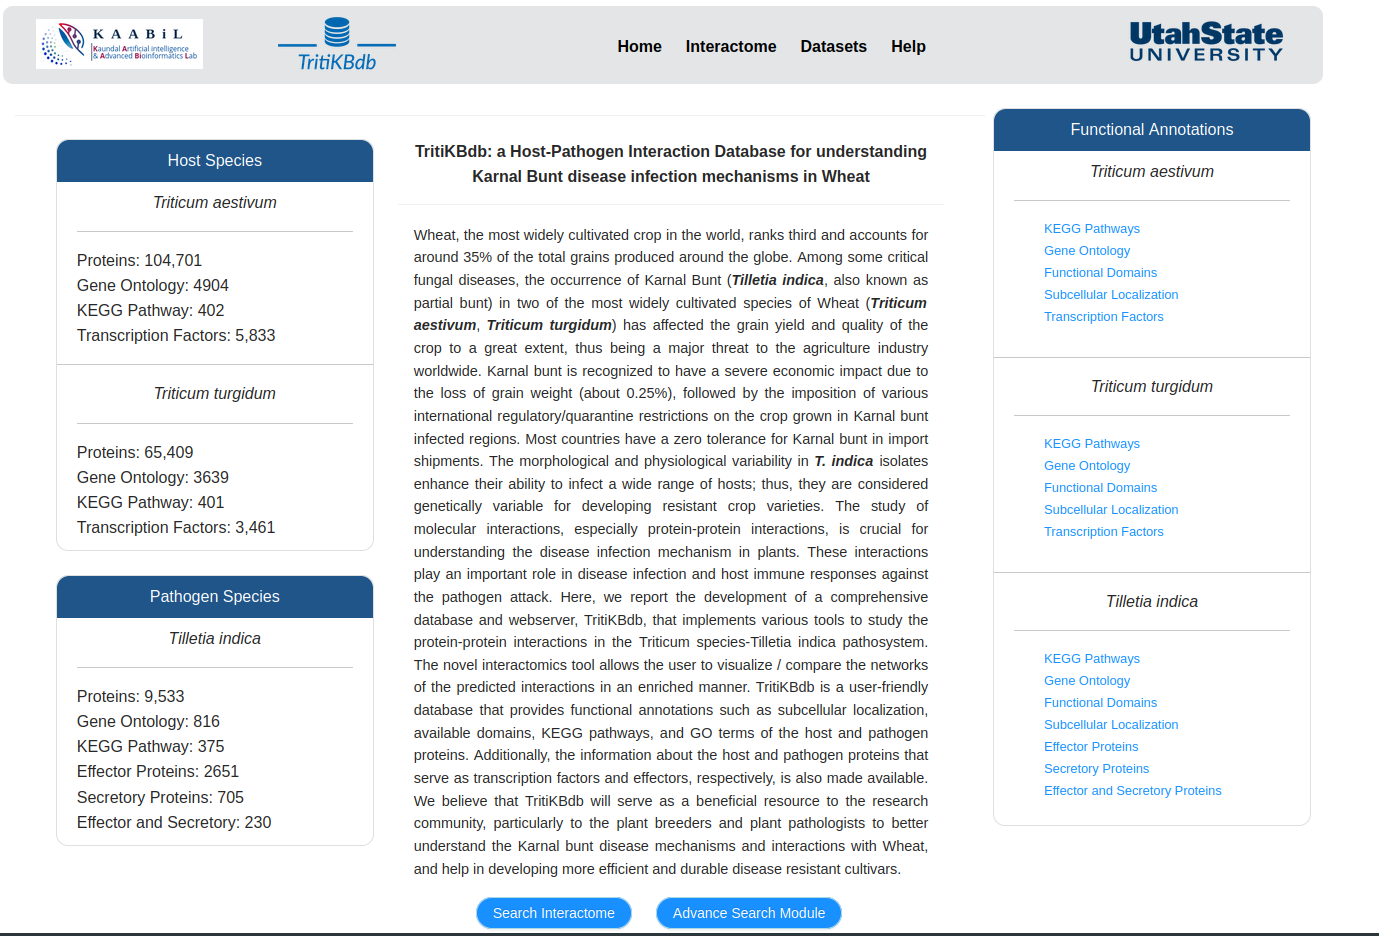 K A A B i L
Kaundal Artificial intelligence
& Advanced Bioinformatics Lab
TritiKBdb
Home Interactome Datasets Help
UtahState
UNIVERSITY
Host Species
Triticum aestivum
Proteins: 104,701
Gene Ontology: 4904
KEGG Pathway: 402
Transcription Factors: 5,833
Triticum turgidum
Proteins: 65,409
Gene Ontology: 3639
KEGG Pathway: 401
Transcription Factors: 3,461
Pathogen Species
Tilletia indica
Proteins: 9,533
Gene Ontology: 816
KEGG Pathway: 375
Effector Proteins: 2651
Secretory Proteins: 705
Effector and Secretory: 230
TritiKBdb: a Host-Pathogen Interaction Database for understanding
Karnal Bunt disease infection mechanisms in Wheat
Wheat, the most widely cultivated crop in the world, ranks third and accounts for
around 35% of the total grains produced around the globe. Among some critical
fungal diseases, the occurrence of Karnal Bunt (Tilletia indica, also known as
partial bunt) in two of the most widely cultivated species of Wheat (Triticum
aestivum, Triticum turgidum) has affected the grain yield and quality of the
crop to a great extent, thus being a major threat to the agriculture industry
worldwide. Karnal bunt is recognized to have a severe economic impact due to
the loss of grain weight (about 0.25%), followed by the imposition of various
international regulatory/quarantine restrictions on the crop grown in Karnal bunt
infected regions. Most countries have a zero tolerance for Karnal bunt in import
shipments. The morphological and physiological variability in T. indica isolates
enhance their ability to infect a wide range of hosts; thus, they are considered
genetically variable for developing resistant crop varieties. The study of
molecular interactions, especially protein-protein interactions, is crucial for
understanding the disease infection mechanism in plants. These interactions
play an important role in disease infection and host immune responses against
the pathogen attack. Here, we report the development of a comprehensive
database and webserver, TritiKBdb, that implements various tools to study the
protein-protein interactions in the Triticum species-Tilletia indica pathosystem.
The novel interactomics tool allows the user to visualize / compare the networks
of the predicted interactions in an enriched manner. TritiKBdb is a user-friendly
database that provides functional annotations such as subcellular localization,
available domains, KEGG pathways, and GO terms of the host and pathogen
proteins. Additionally, the information about the host and pathogen proteins that
serve as transcription factors and effectors, respectively, is also made available.
We believe that TritiKBdb will serve as a beneficial resource to the research
community, particularly to the plant breeders and plant pathologists to better
understand the Karnal bunt disease mechanisms and interactions with Wheat,
and help in developing more efficient and durable disease resistant cultivars.
Search Interactome Advance Search Module
Functional Annotations
Triticum aestivum
KEGG Pathways
Gene Ontology
Functional Domains
Subcellular Localization
Transcription Factors
Triticum turgidum
KEGG Pathways
Gene Ontology
Functional Domains
Subcellular Localization
Transcription Factors
Tilletia indica
KEGG Pathways
Gene Ontology
Functional Domains
Subcellular Localization
Effector Proteins
Secretory Proteins
Effector and Secretory Proteins